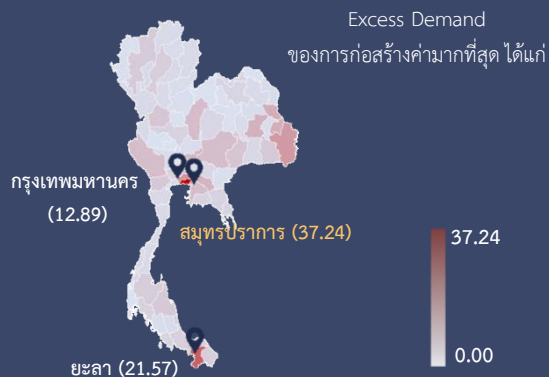 Excess Demand
ของการก่อสร้างค่ามากที่สุด ได้แก่
กรุงเทพมหานคร
(12.89)
สมุทรปราการ (37.24)
37.24
0.00
ยะลา (21.57)